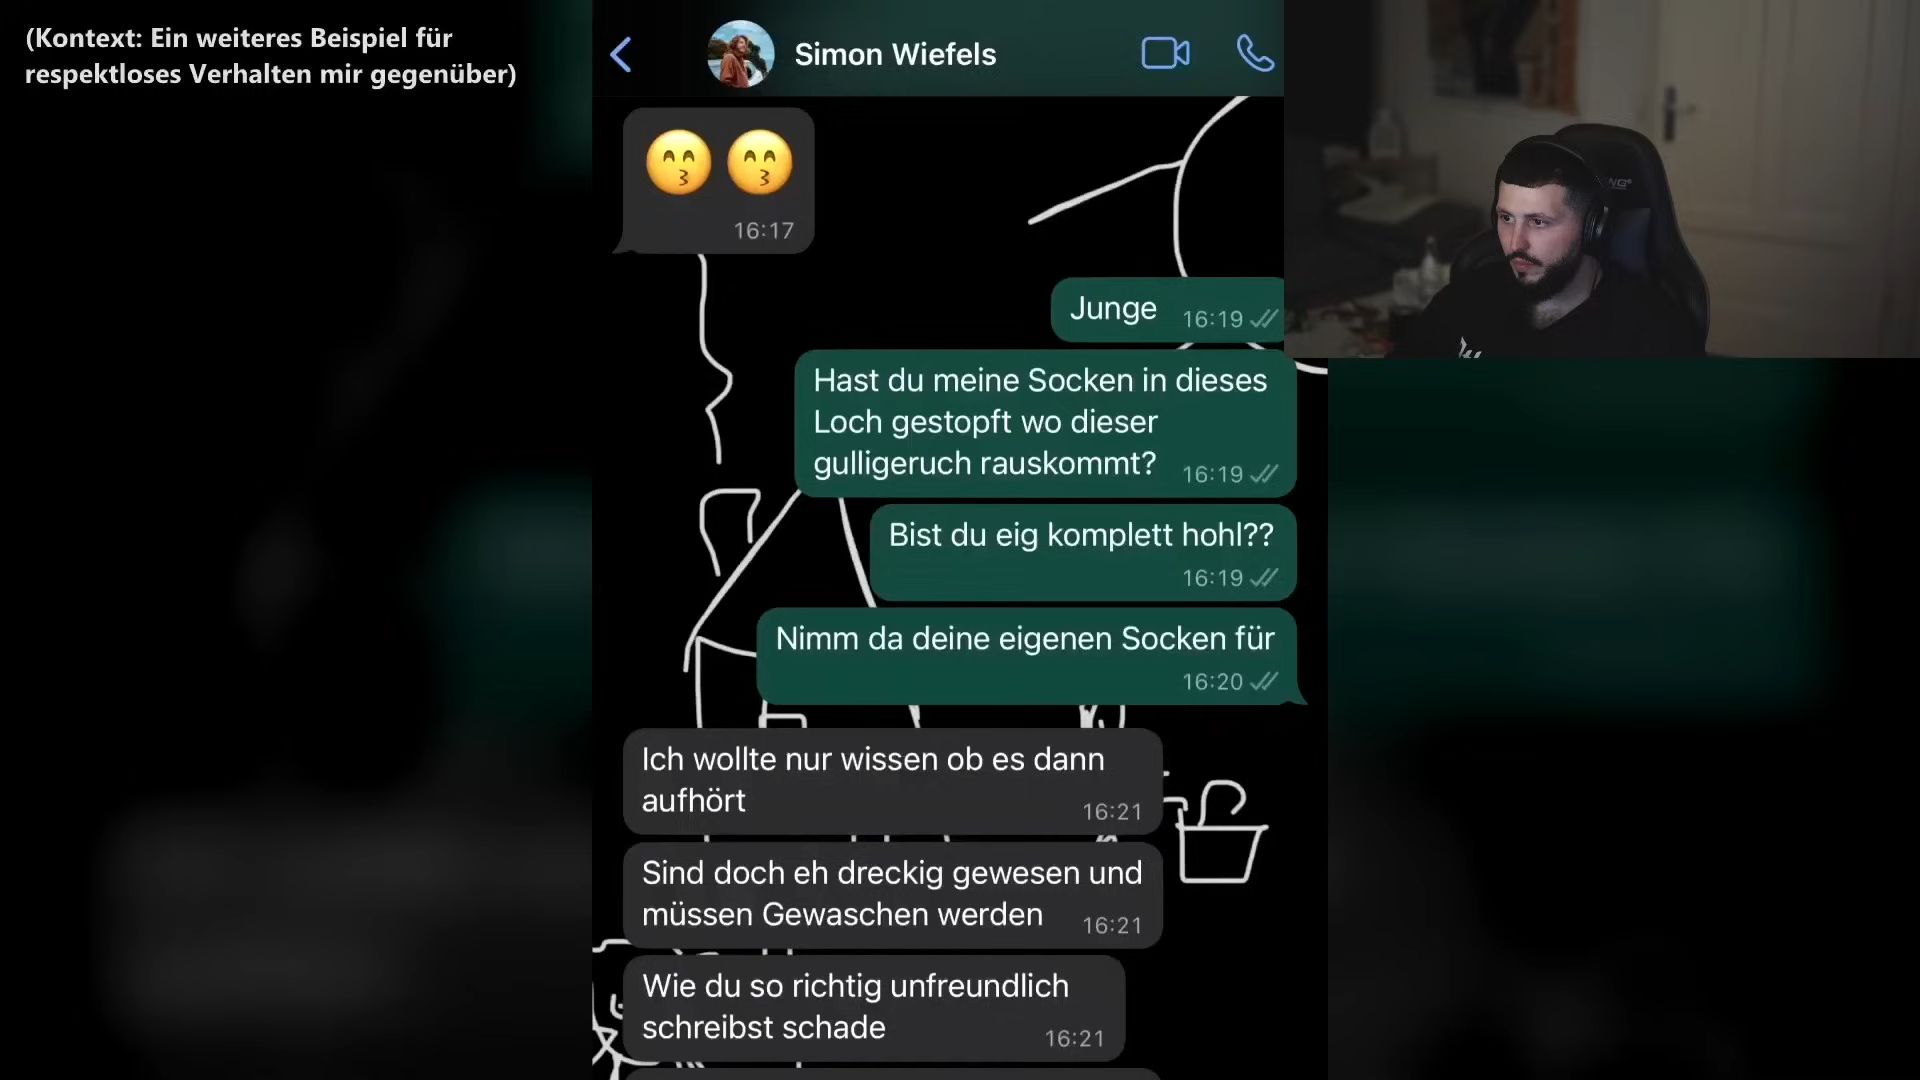 (Kontext: Ein weiteres Beispiel für
respektloses Verhalten mir gegenüber)
Simon Wiefels
16:17
Junge 16:19
Hast du meine Socken in dieses
Loch gestopft wo dieser
gulligeruch rauskommt? 16:19
Bist du eig komplett hohl??
16:19
Nimm da deine eigenen Socken für
16:20
Ich wollte nur wissen ob es dann
aufhört 16:21
Sind doch eh dreckig gewesen und
müssen Gewaschen werden 16:21
Wie du so richtig unfreundlich
schreibst schade 16:21